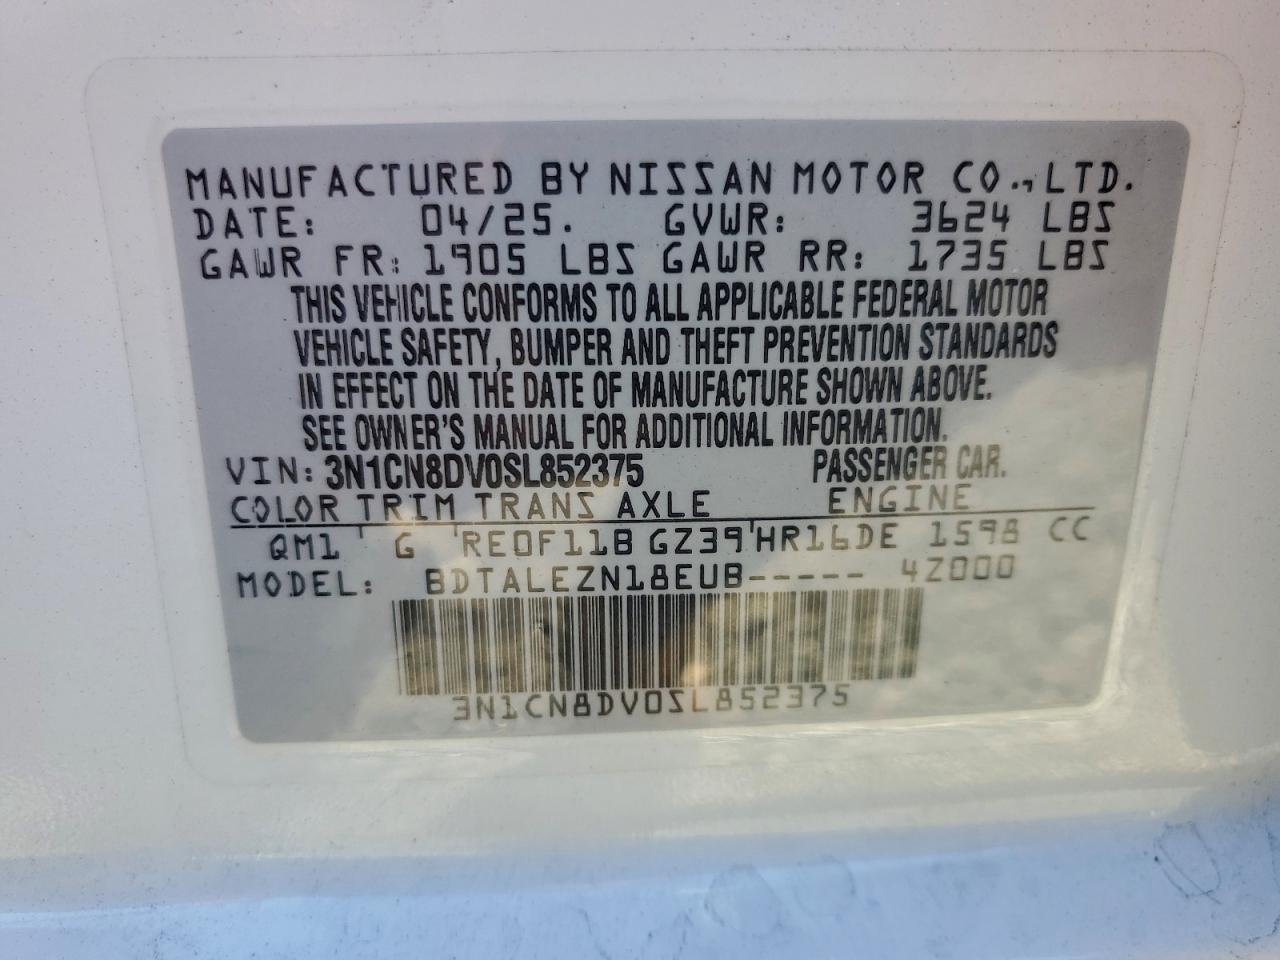 MANUFACTURED BY NISSAN MOTOR CO., LTD.
DATE: 04/25. GVWR: 3624 LBS
GAWR FR: 1905 LBS GAWR RR: 1735 LBS
THIS VEHICLE CONFORMS TO ALL APPLICABLE FEDERAL MOTOR
VEHICLE SAFETY, BUMPER AND THEFT PREVENTION STANDARDS
IN EFFECT ON THE DATE OF MANUFACTURE SHOWN ABOVE.
SEE OWNER'S MANUAL FOR ADDITIONAL INFORMATION.
VIN: 3N1CN8DV0SL852375 PASSENGER CAR.
COLOR TRIM TRANS AXLE ENGINE
QM1 G RE0F11B GZ39 HR16DE 1598 CC
MODEL: BDTALEZN18EUB----- 4Z000
3N1CN8DV0SL852375